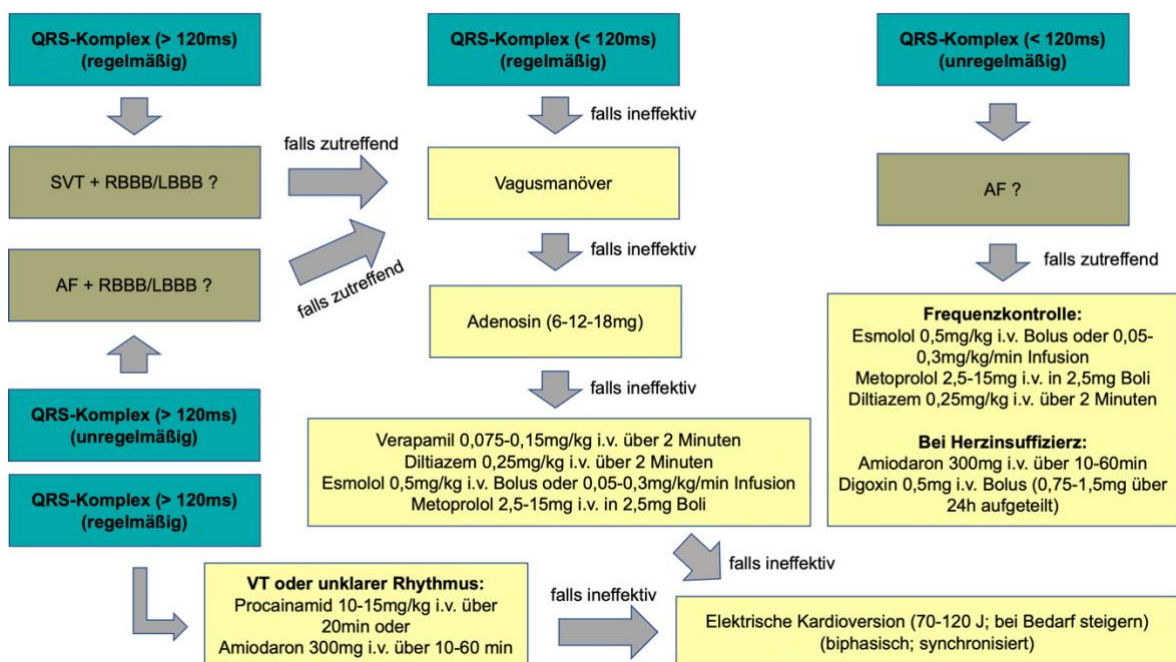 QRS-Komplex (> 120ms)
(regelmäßig)
SVT + RBBB/LBBB ?
falls zutreffend
AF + RBBB/LBBB ?
falls zutreffend
QRS-Komplex (> 120ms)
(unregelmäßig)
QRS-Komplex (> 120ms)
(regelmäßig)
VT oder unklarer Rhythmus:
Procainamid 10-15mg/kg i.v. über
20min oder
Amiodaron 300mg i.v. über 10-60 min
falls ineffektiv
QRS-Komplex (< 120ms)
(regelmäßig)
falls ineffektiv
Vagusmanöver
falls ineffektiv
Adenosin (6-12-18mg)
falls ineffektiv
Verapamil 0,075-0,15mg/kg i.v. über 2 Minuten
Diltiazem 0,25mg/kg i.v. über 2 Minuten
Esmolol 0,5mg/kg i.v. Bolus oder 0,05-0,3mg/kg/min Infusion
Metoprolol 2,5-15mg i.v. in 2,5mg Boli
falls ineffektiv
Elektrische Kardioversion (70-120 J; bei Bedarf steigern)
(biphasisch; synchronisiert)
QRS-Komplex (< 120ms)
(unregelmäßig)
AF ?
falls zutreffend
Frequenzkontrolle:
Esmolol 0,5mg/kg i.v. Bolus oder 0,05-
0,3mg/kg/min Infusion
Metoprolol 2,5-15mg i.v. in 2,5mg Boli
Diltiazem 0,25mg/kg i.v. über 2 Minuten
Bei Herzinsuffizierz:
Amiodaron 300mg i.v. über 10-60min
Digoxin 0,5mg i.v. Bolus (0,75-1,5mg über
24h aufgeteilt)